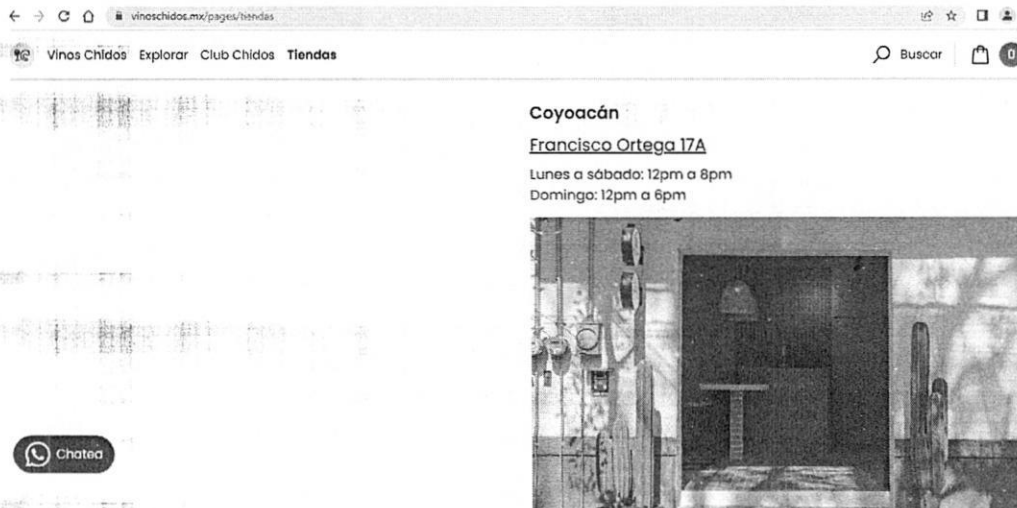 vinoschidos.mx/pages/tiendas
Vinos Chidos Explorar Club Chidos Tiendas
Buscar 0
Coyoacán
Francisco Ortega 17A
Lunes a sábado: 12pm a 8pm
Domingo: 12pm a 6pm
Chatea